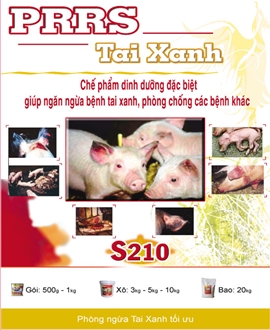 PRRS
Tai Xanh
Chế phẩm dinh dưỡng đặc biệt
giúp ngăn ngừa bệnh tai xanh, phòng chống các bệnh khác
S210
Gói: 500g - 1kg
Xô: 3kg - 5kg - 10kg
Bao: 20kg
Phòng ngừa Tai Xanh tối ưu